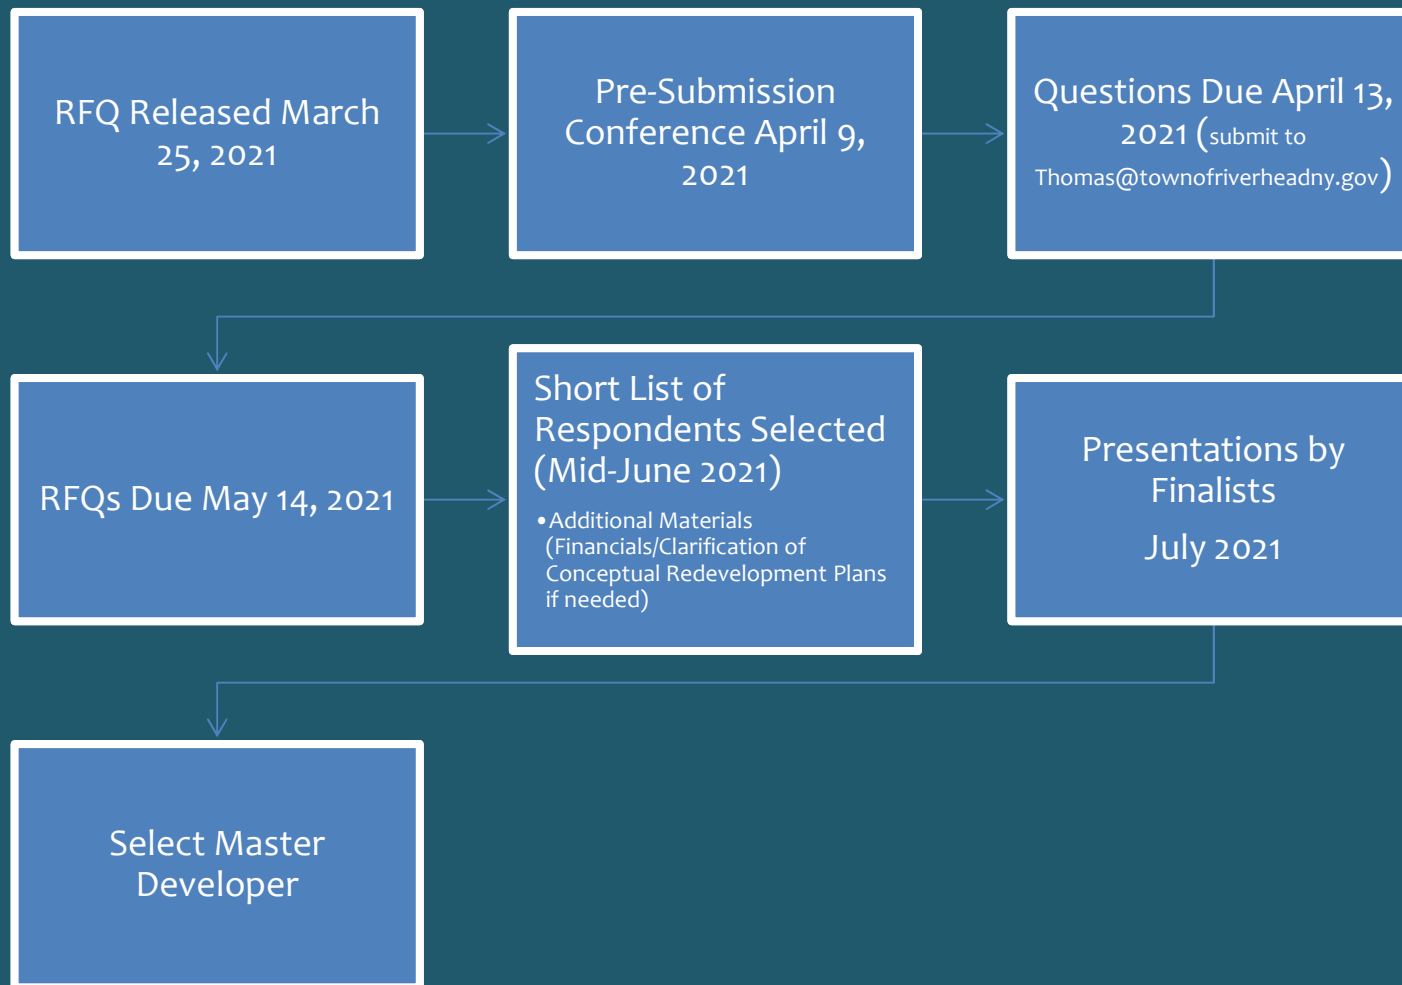 RFQ Released March
25, 2021
Pre-Submission
Conference April 9,
2021
Questions Due April 13,
2021 (submit to
Thomas@townofriverheadny.gov)
RFQs Due May 14, 2021
Short List of
Respondents Selected
(Mid-June 2021)
•Additional Materials
(Financials/Clarification of
Conceptual Redevelopment Plans
if needed)
Presentations by
Finalists
July 2021
Select Master
Developer